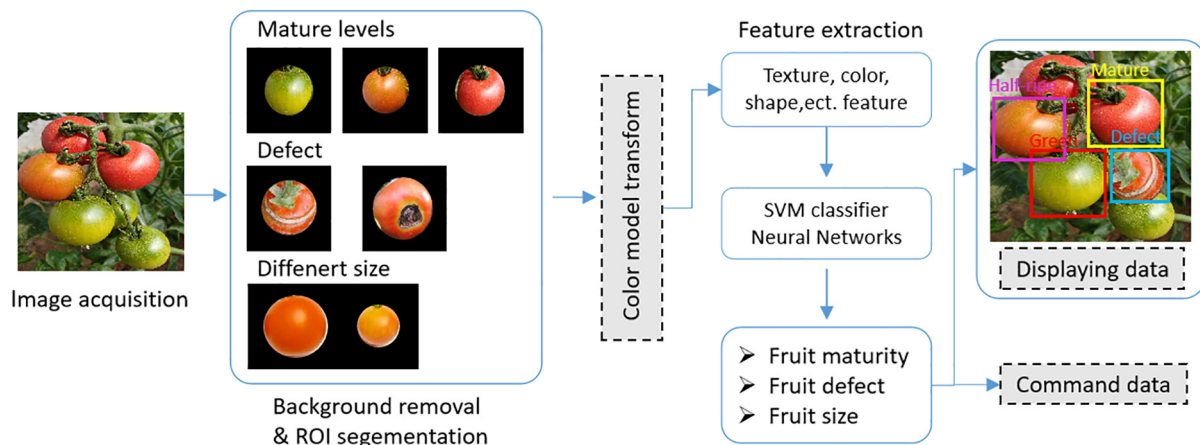 Image acquisition
Mature levels
Defect
Diffenert size
Background removal
& ROI segementation
Color model transform
Feature extraction
Texture, color,
shape,ect. feature
SVM classifier
Neural Networks
➢ Fruit maturity
➢ Fruit defect
➢ Fruit size
Mature
Half-ripe
Green
Defect
Displaying data
Command data